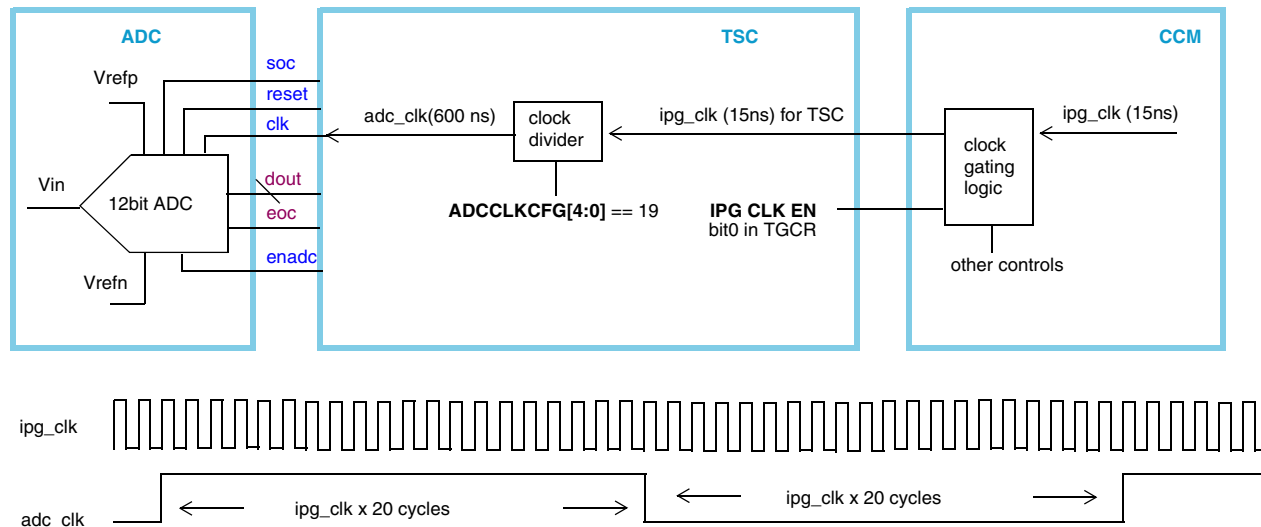 ADC
TSC
CCM
soc
Vrefp
reset
adc_clk(600 ns)
ipg_clk (15ns) for TSC
ipg_clk (15ns)
clk
clock
divider
clock
gating
logic
Vin
12bit ADC
dout
eoc
ADCCLKCFG[4:0] == 19
IPG CLK EN
bit0 in TGCR
enadc
Vrefn
other controls
ipg_clk
ipg_clk x 20 cycles
ipg_clk x 20 cycles
adc clk